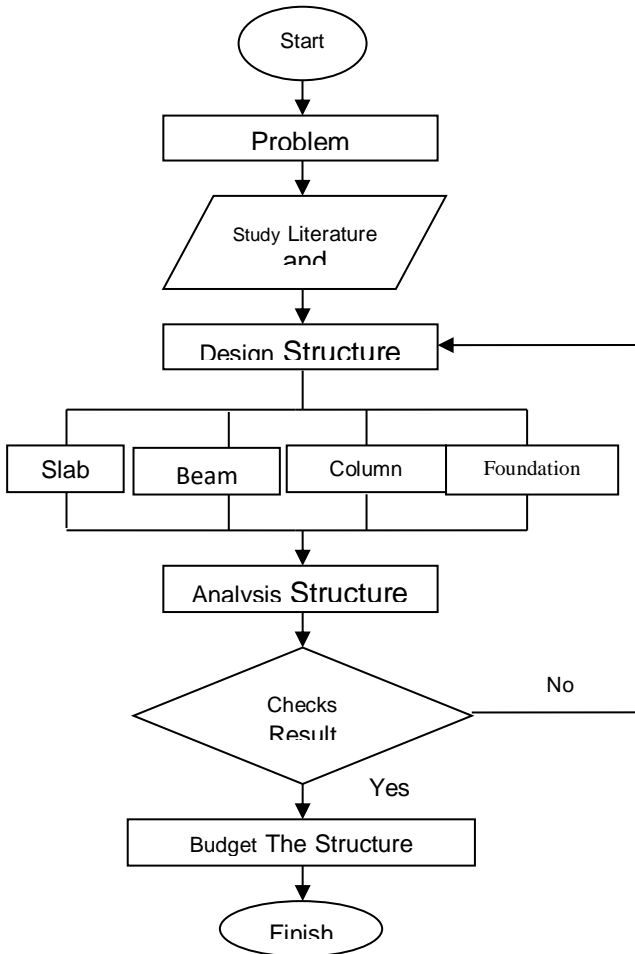 Start
Problem
Study Literature
and
Design Structure
Slab
Beam
Column
Foundation
Analysis Structure
Checks
Result
No
Yes
Budget The Structure
Finish